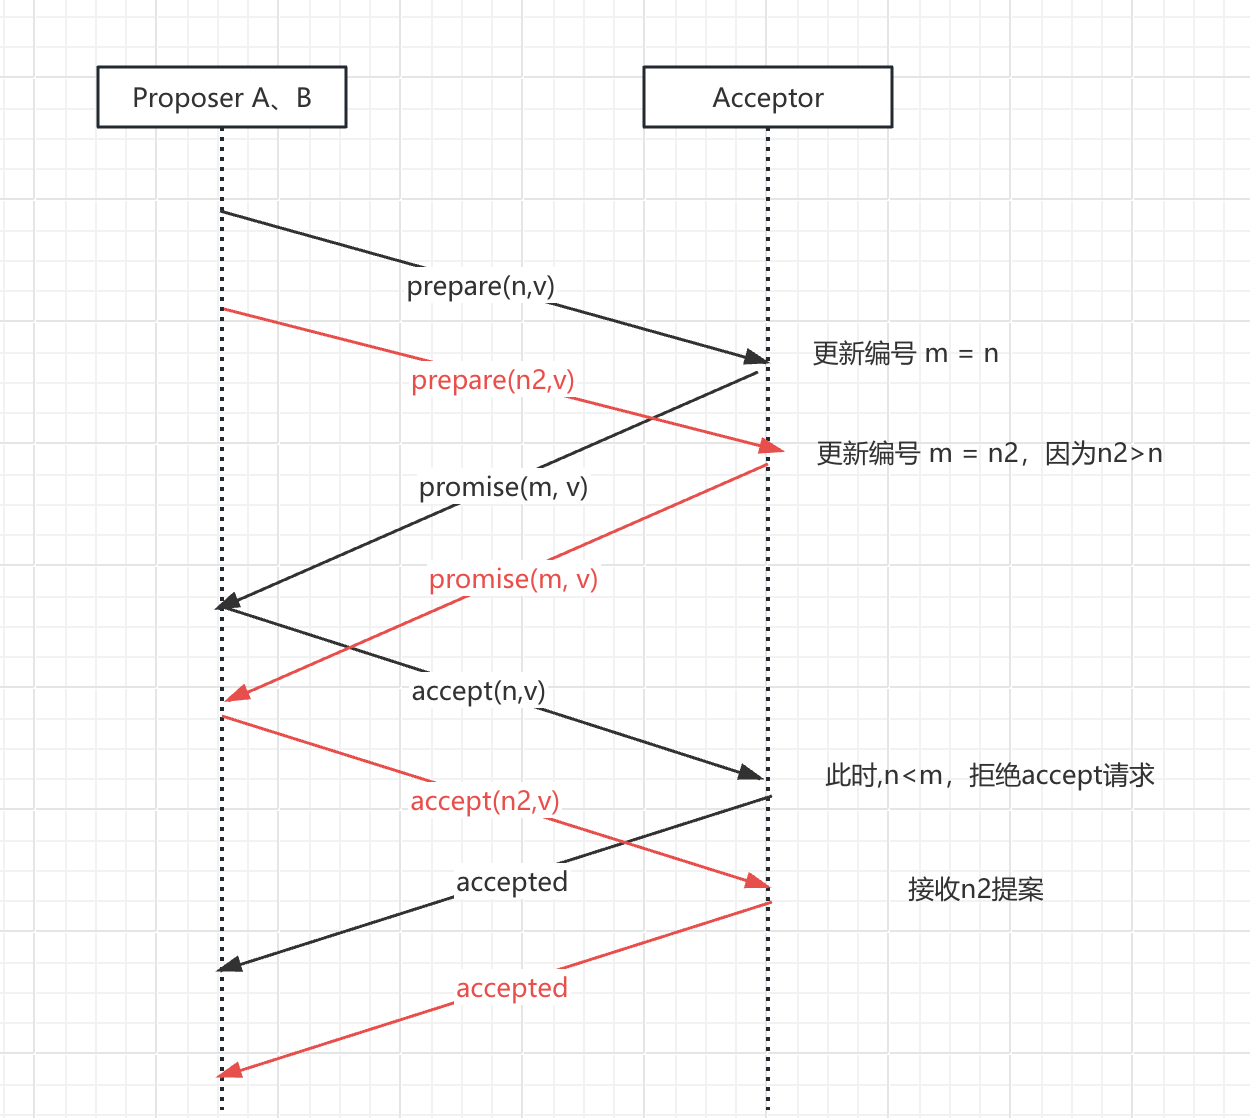 Proposer A、B
Acceptor
prepare(n,v)
更新编号 m = n
prepare(n2,v)
更新编号 m = n2，因为n2>n
promise(m, v)
promise(m, v)
accept(n,v)
此时,n<m，拒绝accept请求
accept(n2,v)
accepted
接收n2提案
accepted